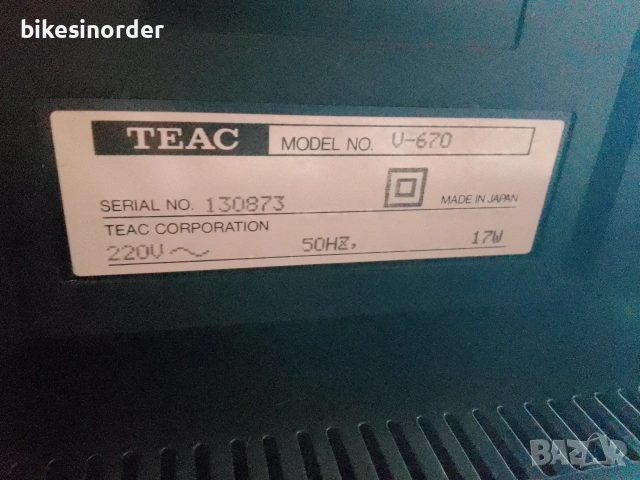 bikesinorder
TEAC MODEL NO. V-670
SERIAL NO. 130873 MADE IN JAPAN
TEAC CORPORATION
220V~ 50HZ, 17W
BAZAR